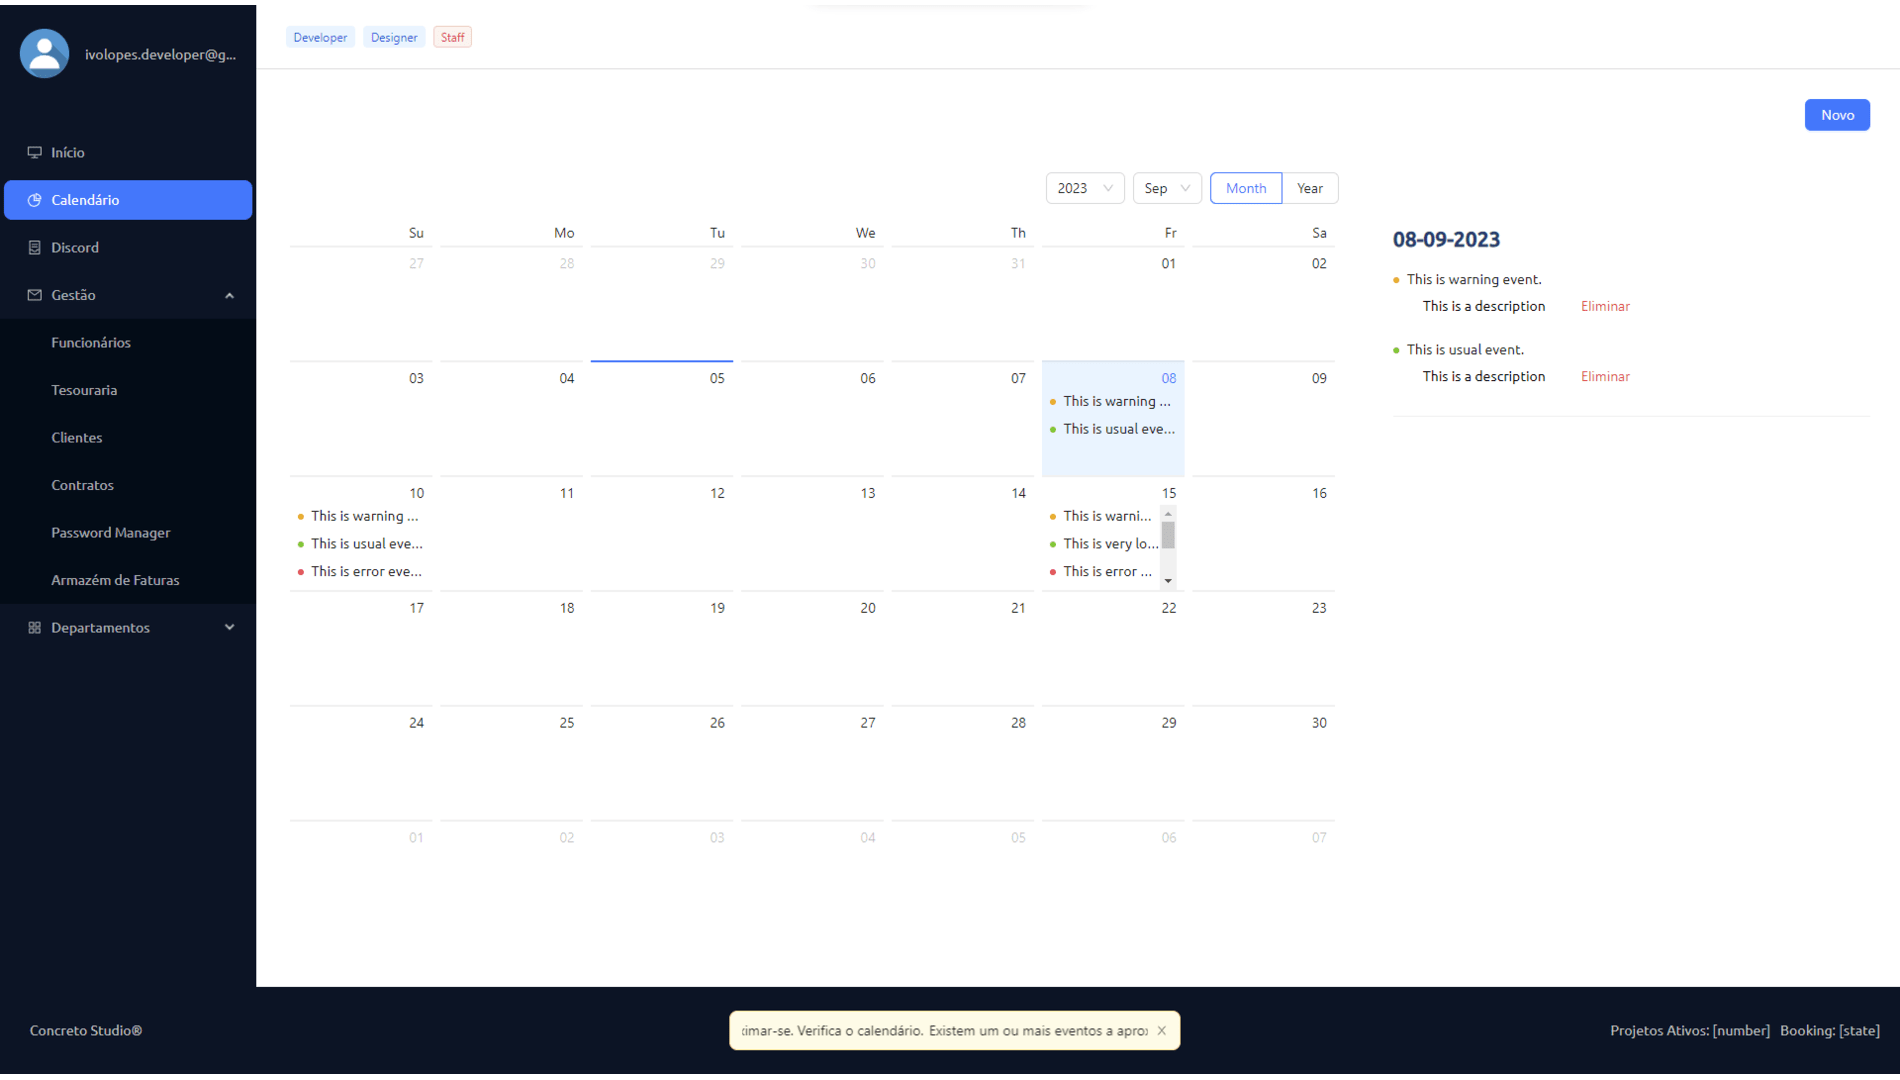 ivolopes.developer@g...
Início
Calendário
Discord
Gestão
Funcionários
Tesouraria
Clientes
Contratos
Password Manager
Armazém de Faturas
Departamentos
Developer Designer Staff
Novo
2023 Sep Month Year
Su Mo Tu We Th Fr Sa
27 28 29 30 31 01 02
03 04 05 06 07 08 09
This is warning ...
This is usual eve...
10 11 12 13 14 15 16
This is warning ... This is warni...
This is usual eve... This is very lo...
This is error eve... This is error ...
17 18 19 20 21 22 23
24 25 26 27 28 29 30
01 02 03 04 05 06 07
08-09-2023
This is warning event.
This is a description Eliminar
This is usual event.
This is a description Eliminar
Concreto Studio®
ximar-se. Verifica o calendário. Existem um ou mais eventos a apro
Projetos Ativos: [number] Booking: [state]